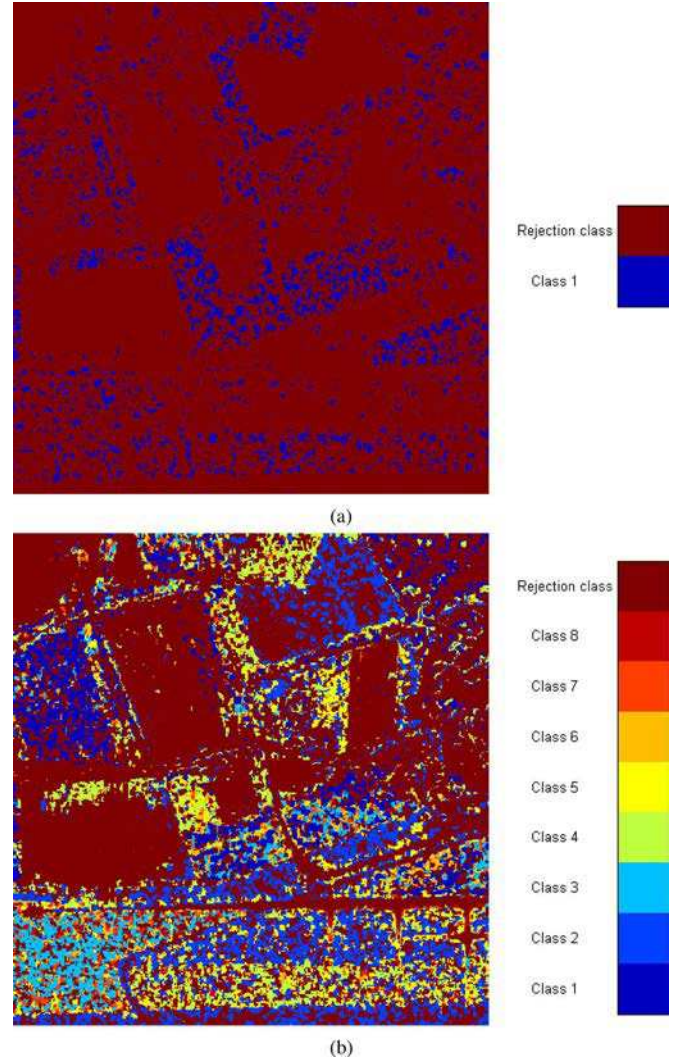 Rejection class
Class 1
(a)
Rejection class
Class 8
Class 7
Class 6
Class 5
Class 4
Class 3
Class 2
Class 1
(b)